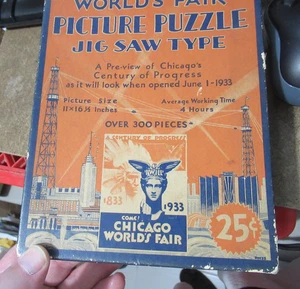 WORLD'S FAIR
PICTURE PUZZLE
JIG SAW TYPE
A Pre-view of Chicago's
Century of Progress
as it will look when opened June 1-1933
Picture Size
11×16½ Inches
Average Working Time
4 Hours
OVER 300 PIECES
A CENTURY OF PROGRESS
1833
1933
COME!
CHICAGO
WORLD'S FAIR
25¢